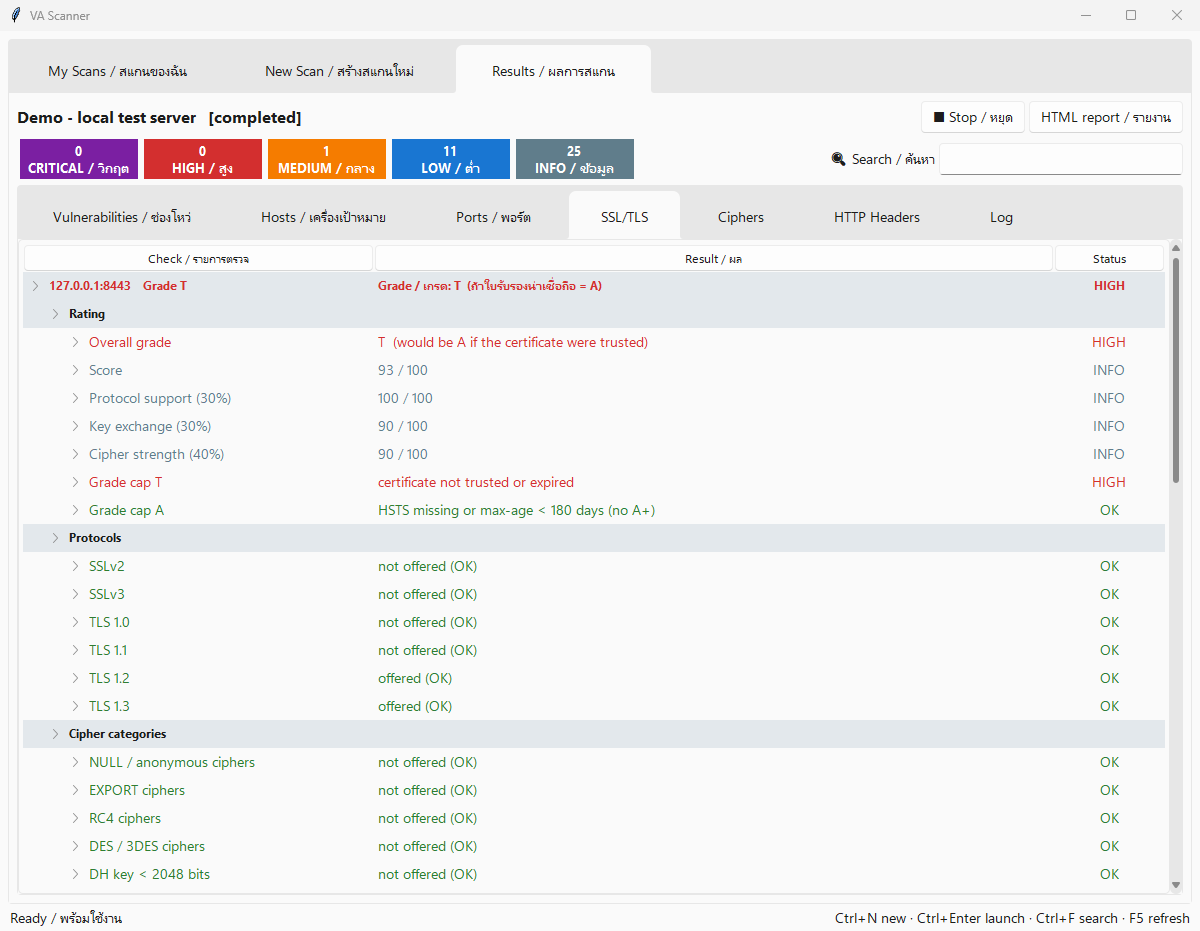 VA Scanner
My Scans / สแกนของฉัน New Scan / สร้างสแกนใหม่ Results / ผลการสแกน
Demo - local test server [completed] Stop / หยุด HTML report / รายงาน
0 0 1 11 25
CRITICAL / วิกฤต HIGH / สูง MEDIUM / กลาง LOW / ต่ำ INFO / ข้อมูล
Search / ค้นหา
Vulnerabilities / ช่องโหว่ Hosts / เครื่องเป้าหมาย Ports / พอร์ต SSL/TLS Ciphers HTTP Headers Log
Check / รายการตรวจ Result / ผล Status
127.0.0.1:8443 Grade T Grade / เกรด: T (ถ้าใบรับรองน่าเชื่อถือ = A) HIGH
Rating
Overall grade T (would be A if the certificate were trusted) HIGH
Score 93 / 100 INFO
Protocol support (30%) 100 / 100 INFO
Key exchange (30%) 90 / 100 INFO
Cipher strength (40%) 90 / 100 INFO
Grade cap T certificate not trusted or expired HIGH
Grade cap A HSTS missing or max-age < 180 days (no A+) OK
Protocols
SSLv2 not offered (OK) OK
SSLv3 not offered (OK) OK
TLS 1.0 not offered (OK) OK
TLS 1.1 not offered (OK) OK
TLS 1.2 offered (OK) OK
TLS 1.3 offered (OK) OK
Cipher categories
NULL / anonymous ciphers not offered (OK) OK
EXPORT ciphers not offered (OK) OK
RC4 ciphers not offered (OK) OK
DES / 3DES ciphers not offered (OK) OK
DH key < 2048 bits not offered (OK) OK
Ready / พร้อมใช้งาน Ctrl+N new · Ctrl+Enter launch · Ctrl+F search · F5 refresh